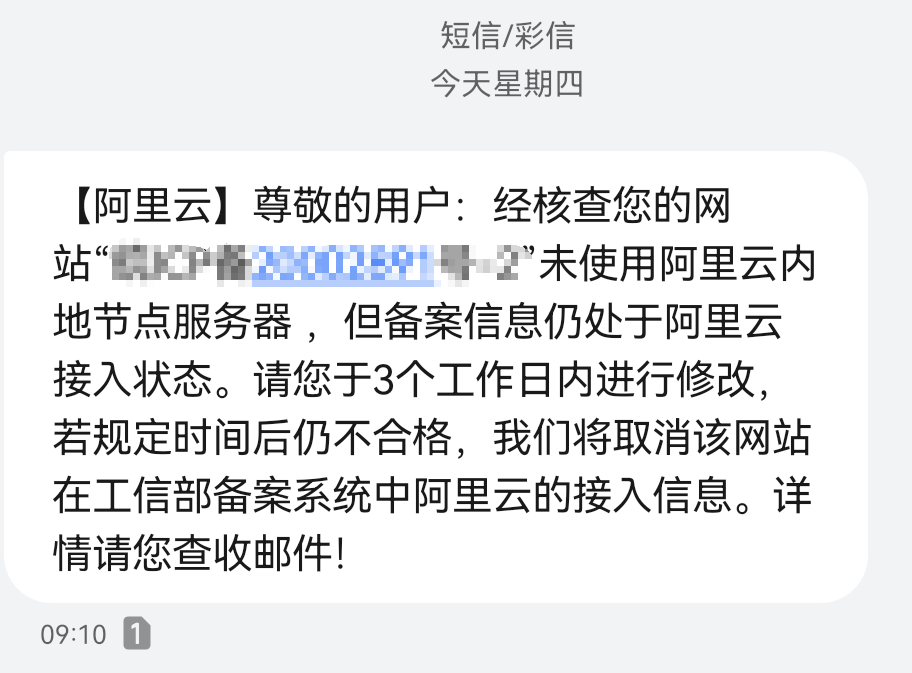 短信/彩信
今天星期四
【阿里云】尊敬的用户：经核查您的网
站“ ”未使用阿里云内
地节点服务器 ，但备案信息仍处于阿里云
接入状态。请您于3个工作日内进行修改，
若规定时间后仍不合格，我们将取消该网站
在工信部备案系统中阿里云的接入信息。详
情请您查收邮件!
09:10 1